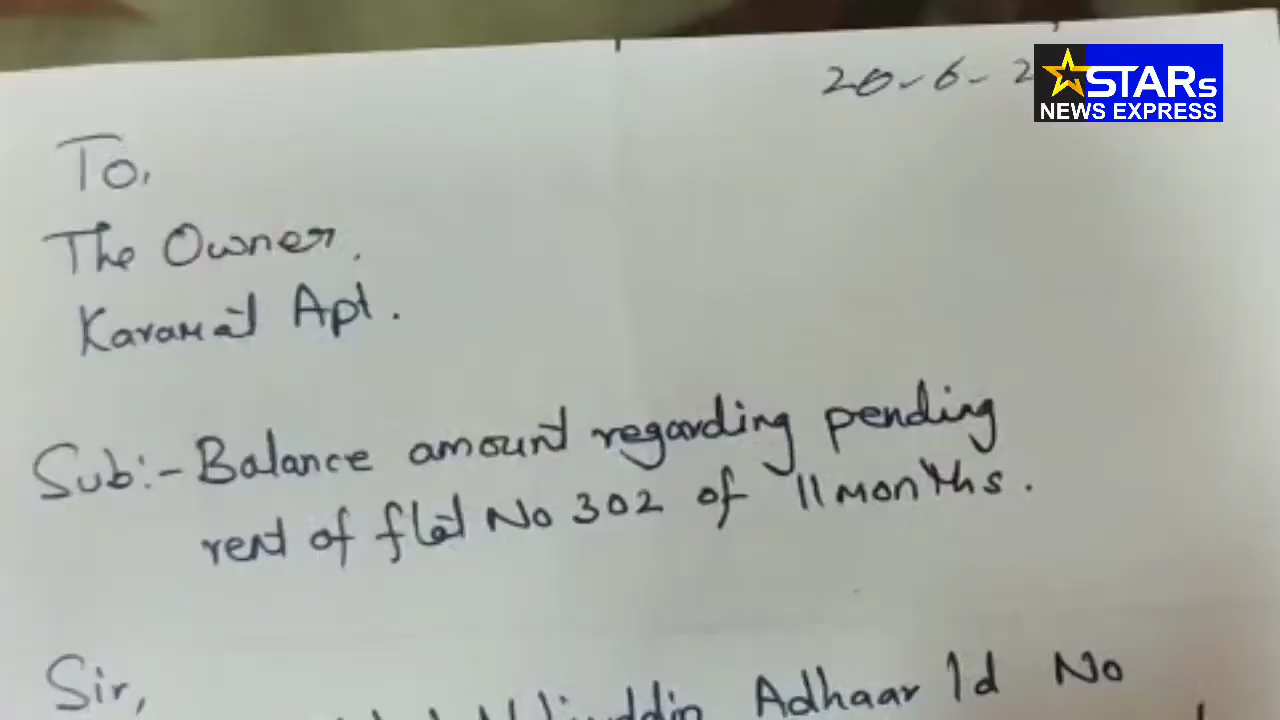 20-6-2
STARS
NEWS EXPRESS
To,
The Owner.
Karamat Apt.
Sub:- Balance amount regarding pending
rent of flat No 302 of 11 months.
Sir,
Adhaar Id No